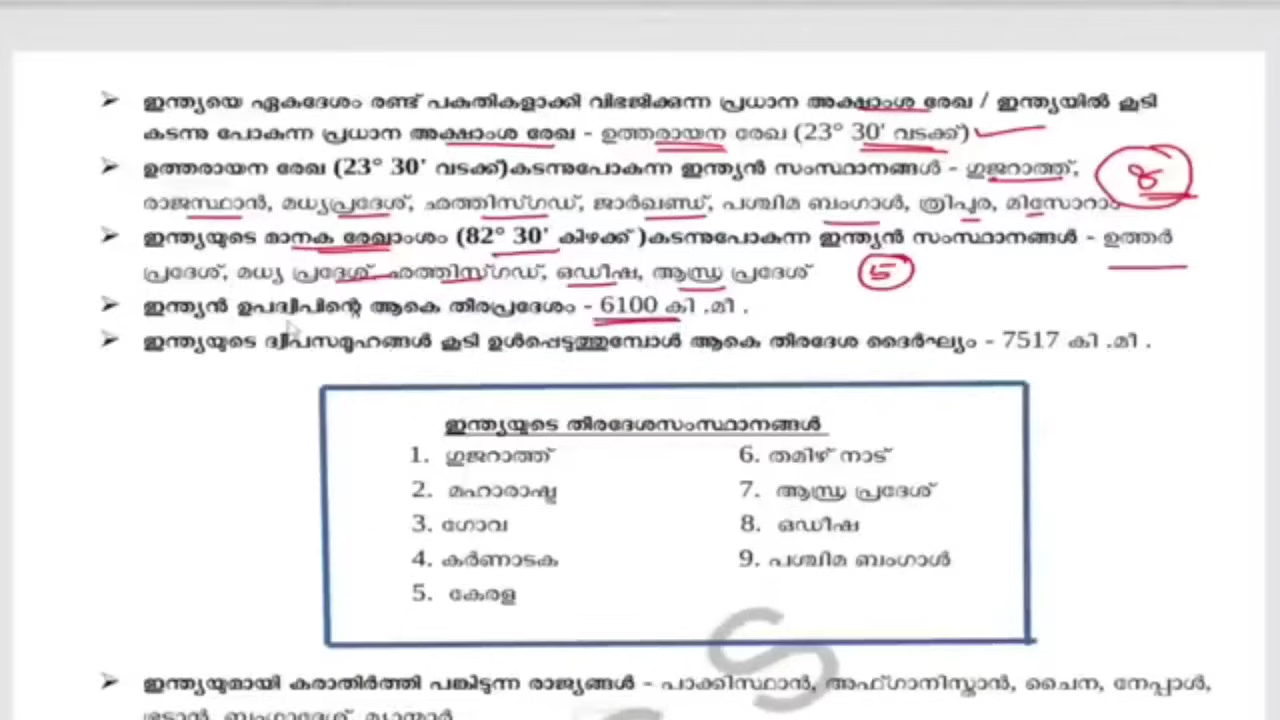 ➤ ഇന്ത്യയെ ഏകദേശം രണ്ട് പകുതികളാക്കി വിഭജിക്കുന്ന പ്രധാന അക്ഷാംശ രേഖ / ഇന്ത്യയിൽ കൂടി
കടന്നു പോകുന്ന പ്രധാന അക്ഷാംശ രേഖ - ഉത്തരായന രേഖ (23° 30' വടക്ക്)
➤ ഉത്തരായന രേഖ (23° 30' വടക്ക്)കടന്നുപോകുന്ന ഇന്ത്യൻ സംസ്ഥാനങ്ങൾ - ഗുജറാത്ത്,
രാജസ്ഥാൻ, മധ്യപ്രദേശ്, ഛത്തിസ്ഗഡ്, ജാർഖണ്ഡ്, പശ്ചിമ ബംഗാൾ, ത്രിപുര, മിസോറാം
8
➤ ഇന്ത്യയുടെ മാനക രേഖാംശം (82° 30' കിഴക്ക് )കടന്നുപോകുന്ന ഇന്ത്യൻ സംസ്ഥാനങ്ങൾ - ഉത്തർ
പ്രദേശ്, മധ്യ പ്രദേശ്, ഛത്തിസ്ഗഡ്, ഒഡീഷ, ആന്ധ്ര പ്രദേശ്
5
➤ ഇന്ത്യൻ ഉപദ്വീപിന്റെ ആകെ തീരപ്രദേശം - 6100 കി .മീ .
➤ ഇന്ത്യയുടെ ദ്വീപസമൂഹങ്ങൾ കൂടി ഉൾപ്പെടുത്തുമ്പോൾ ആകെ തീരദേശ ദൈർഘ്യം - 7517 കി .മീ .
ഇന്ത്യയുടെ തീരദേശസംസ്ഥാനങ്ങൾ
1. ഗുജറാത്ത്
2. മഹാരാഷ്ട്ര
3. ഗോവ
4. കർണാടക
5. കേരള
6. തമിഴ് നാട്
7. ആന്ധ്ര പ്രദേശ്
8. ഒഡീഷ
9. പശ്ചിമ ബംഗാൾ
S
➤ ഇന്ത്യയുമായി കരാതിർത്തി പങ്കിടുന്ന രാജ്യങ്ങൾ - പാക്കിസ്ഥാൻ, അഫ്ഗാനിസ്താൻ, ചൈന, നേപ്പാൾ,
ഭൂട്ടാൻ, ബംഗ്ലാദേശ്, മ്യാന്മാർ